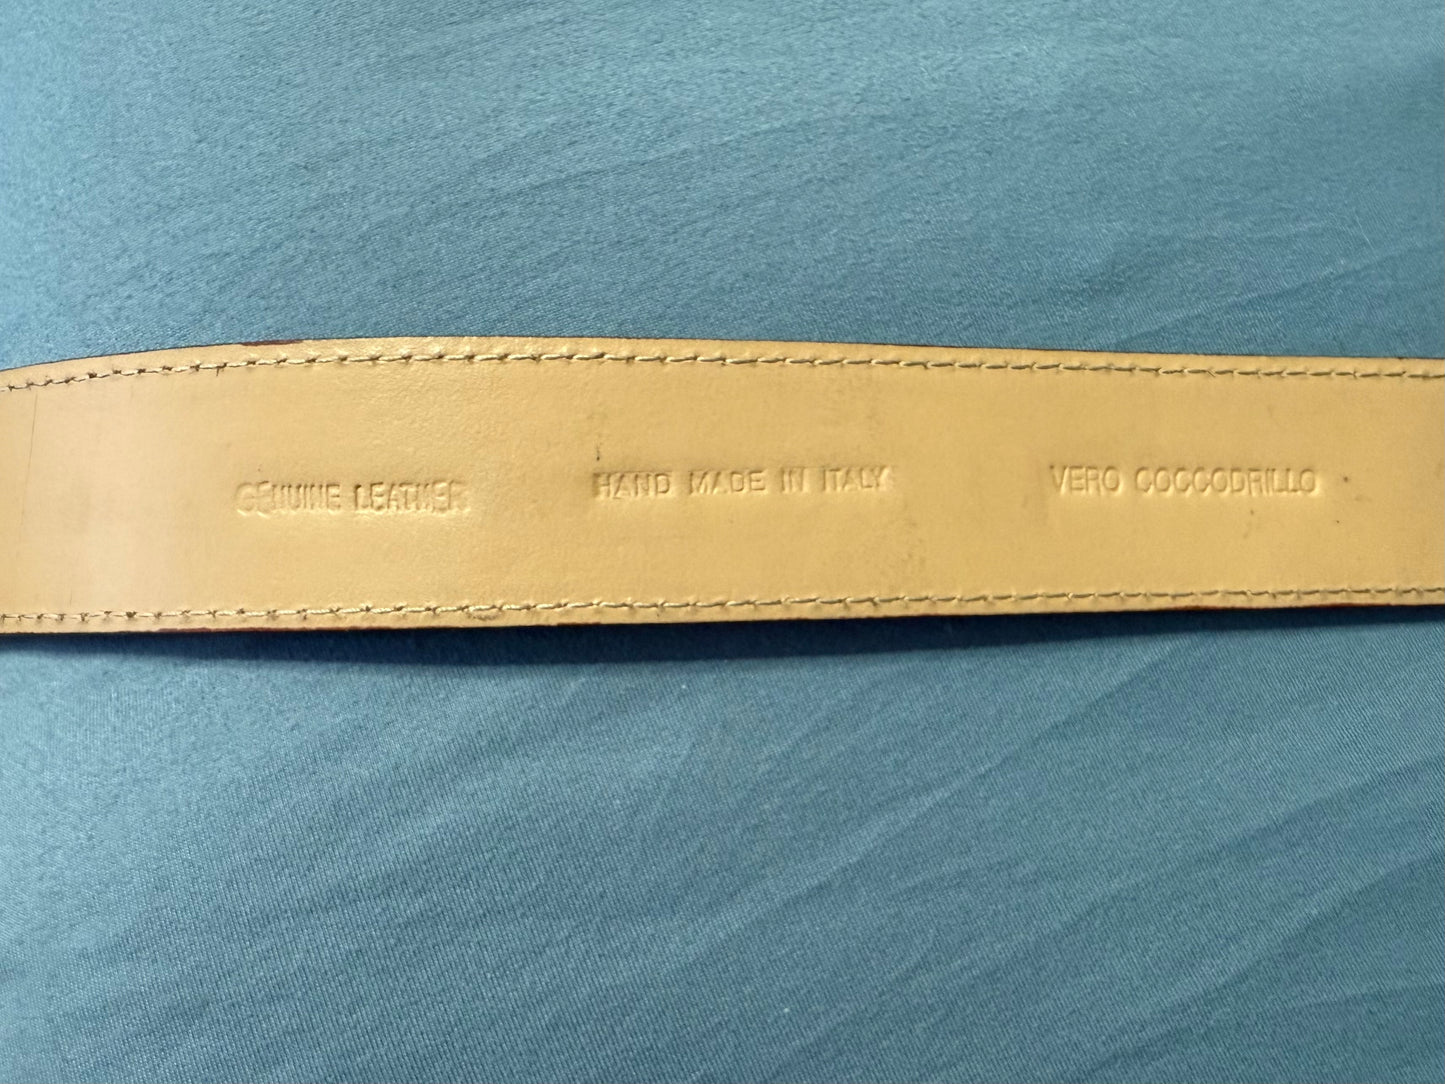 GENUINE LEATHER HAND MADE IN ITALY VERO COCCODRILLO